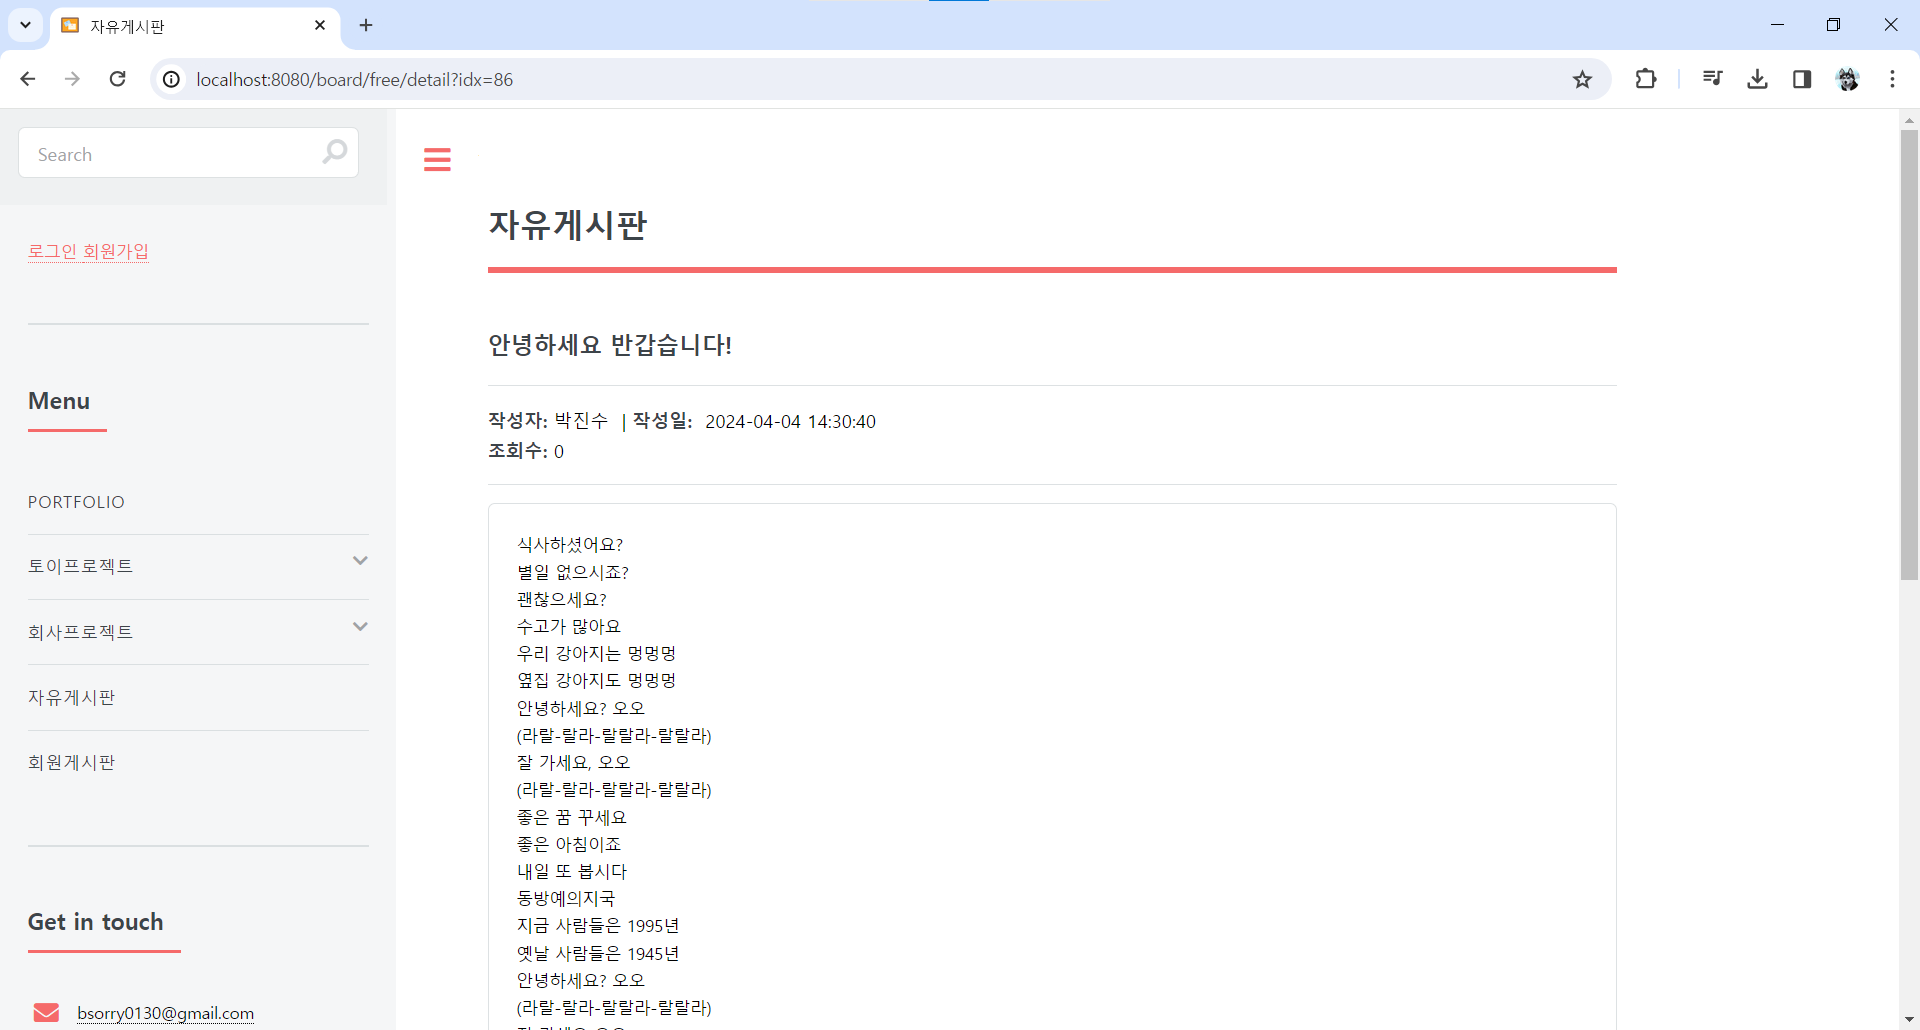 자유게시판
localhost:8080/board/free/detail?idx=86
Search
로그인 회원가입
Menu
PORTFOLIO
토이프로젝트
회사프로젝트
자유게시판
회원게시판
Get in touch
bsorry0130@gmail.com
자유게시판
안녕하세요 반갑습니다!
작성자: 박진수 | 작성일: 2024-04-04 14:30:40
조회수: 0
식사하셨어요?
별일 없으시죠?
괜찮으세요?
수고가 많아요
우리 강아지는 멍멍멍
옆집 강아지도 멍멍멍
안녕하세요? 오오
(라랄-랄라-랄랄라-랄랄라)
잘 가세요, 오오
(라랄-랄라-랄랄라-랄랄라)
좋은 꿈 꾸세요
좋은 아침이죠
내일 또 봅시다
동방예의지국
지금 사람들은 1995년
옛날 사람들은 1945년
안녕하세요? 오오
(라랄-랄라-랄랄라-랄랄라)